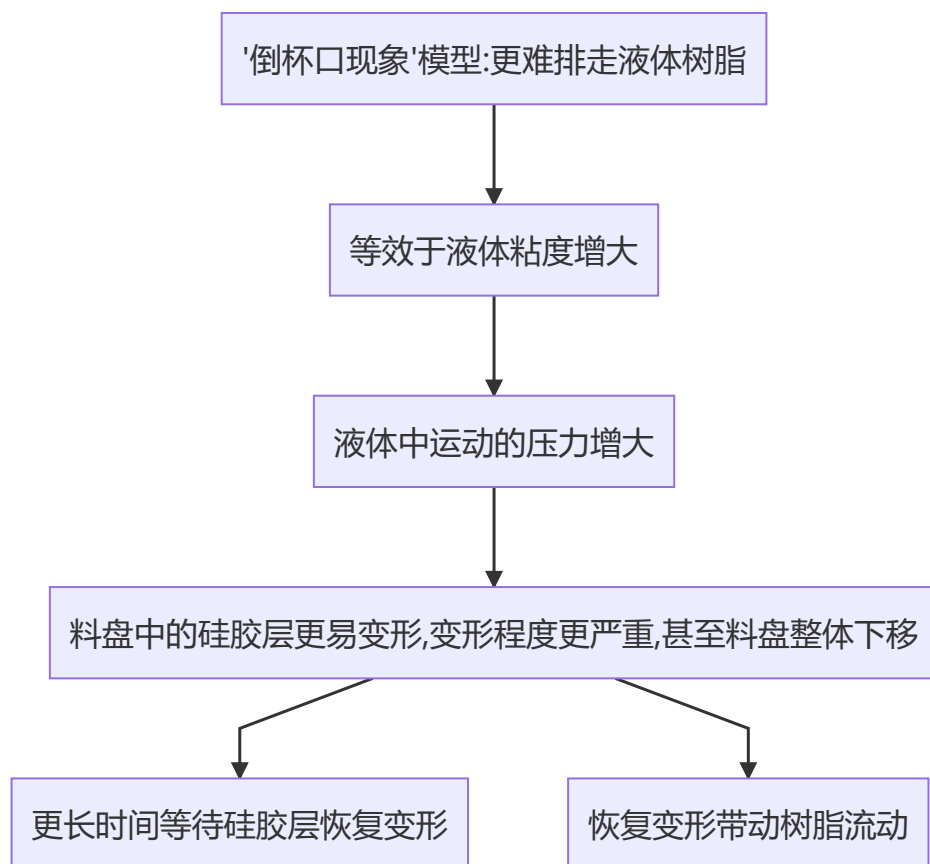 '倒杯口现象'模型:更难排走液体树脂
等效于液体粘度增大
液体中运动的压力增大
料盘中的硅胶层更易变形,变形程度更严重,甚至料盘整体下移
更长时间等待硅胶层恢复变形
恢复变形带动树脂流动